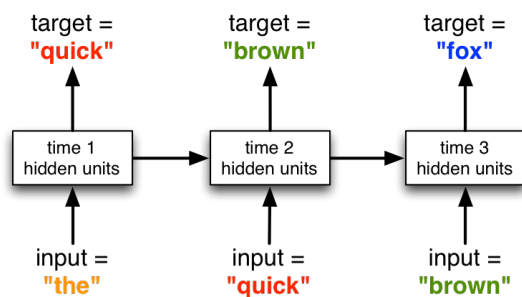 target =
"quick"
target =
"brown"
target =
"fox"
time 1
hidden units
time 2
hidden units
time 3
hidden units
input =
"the"
input =
"quick"
input =
"brown"